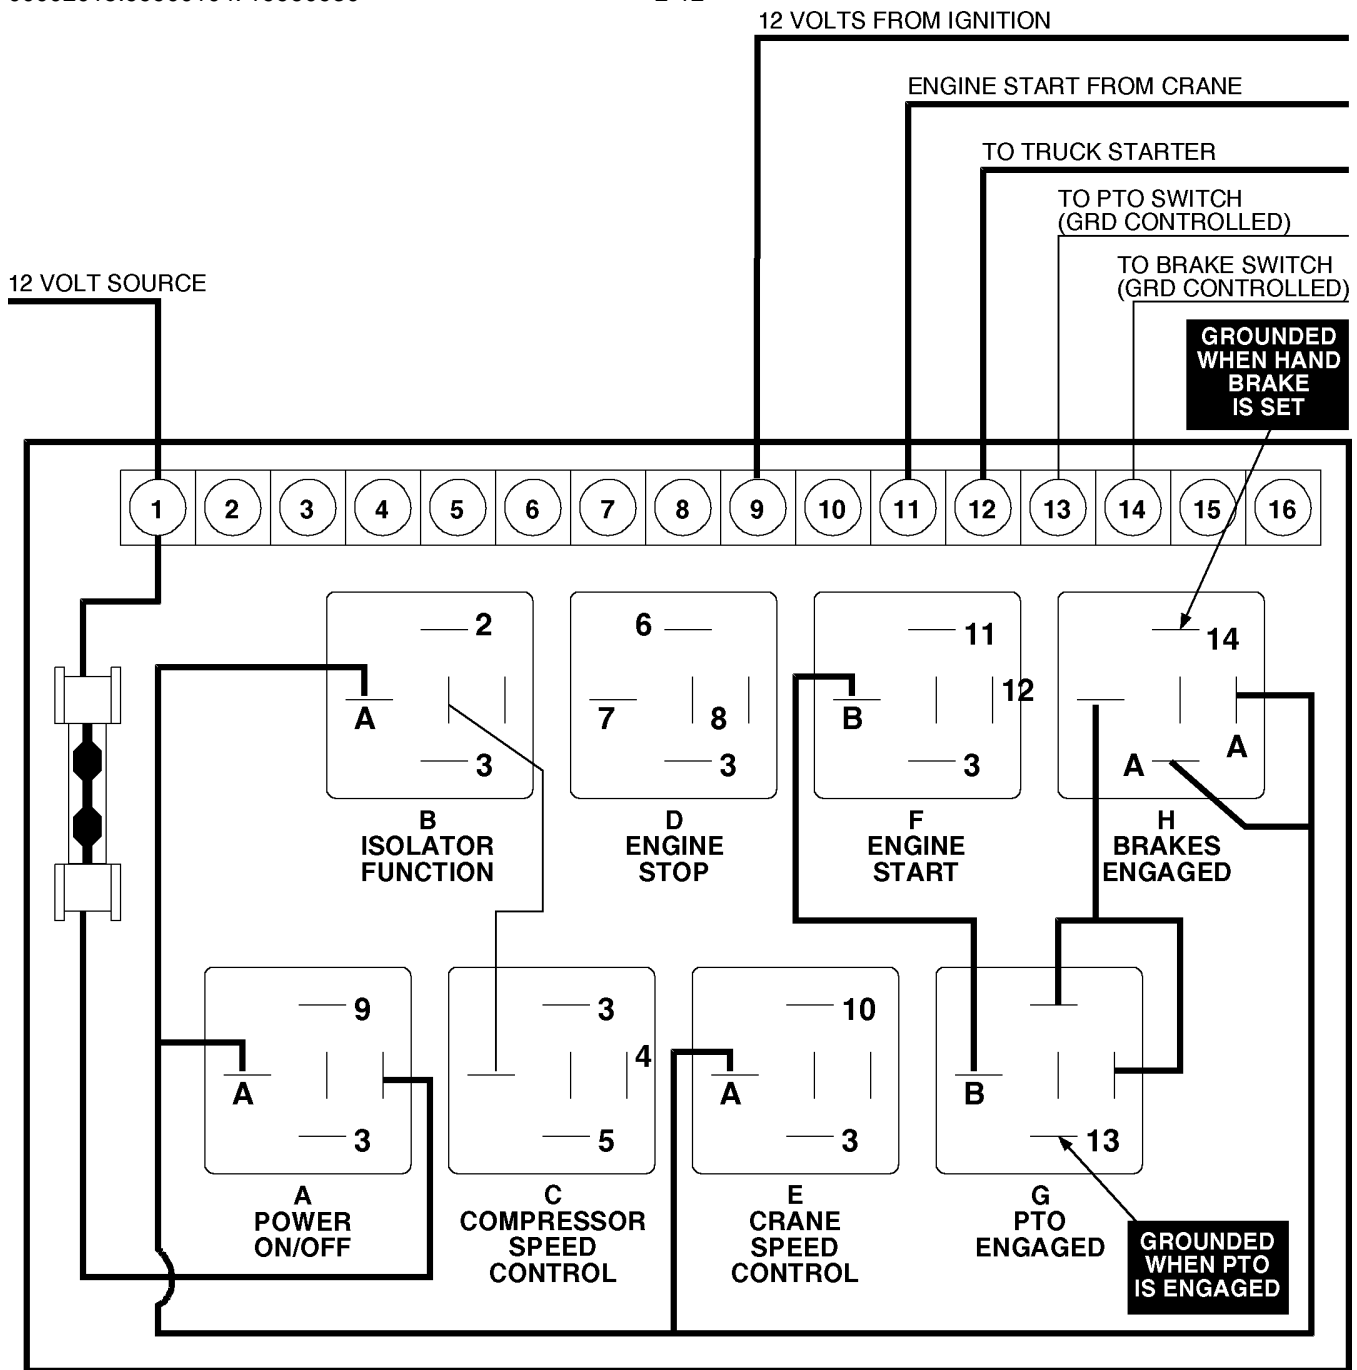 12 VOLTS FROM IGNITION
ENGINE START FROM CRANE
TO TRUCK STARTER
TO PTO SWITCH
(GRD CONTROLLED)
TO BRAKE SWITCH
(GRD CONTROLLED)
12 VOLT SOURCE
GROUNDED
WHEN HAND
BRAKE
IS SET
1 2 3 4 5 6 7 8 9 10 11 12 13 14 15 16
2
A
3
B
ISOLATOR
FUNCTION
6
7 8
3
D
ENGINE
STOP
11
12
B
3
F
ENGINE
START
14
A
A
H
BRAKES
ENGAGED
9
A
3
A
POWER
ON/OFF
3
4
5
C
COMPRESSOR
SPEED
CONTROL
10
A
3
E
CRANE
SPEED
CONTROL
B
13
G
PTO
ENGAGED
GROUNDED
WHEN PTO
IS ENGAGED